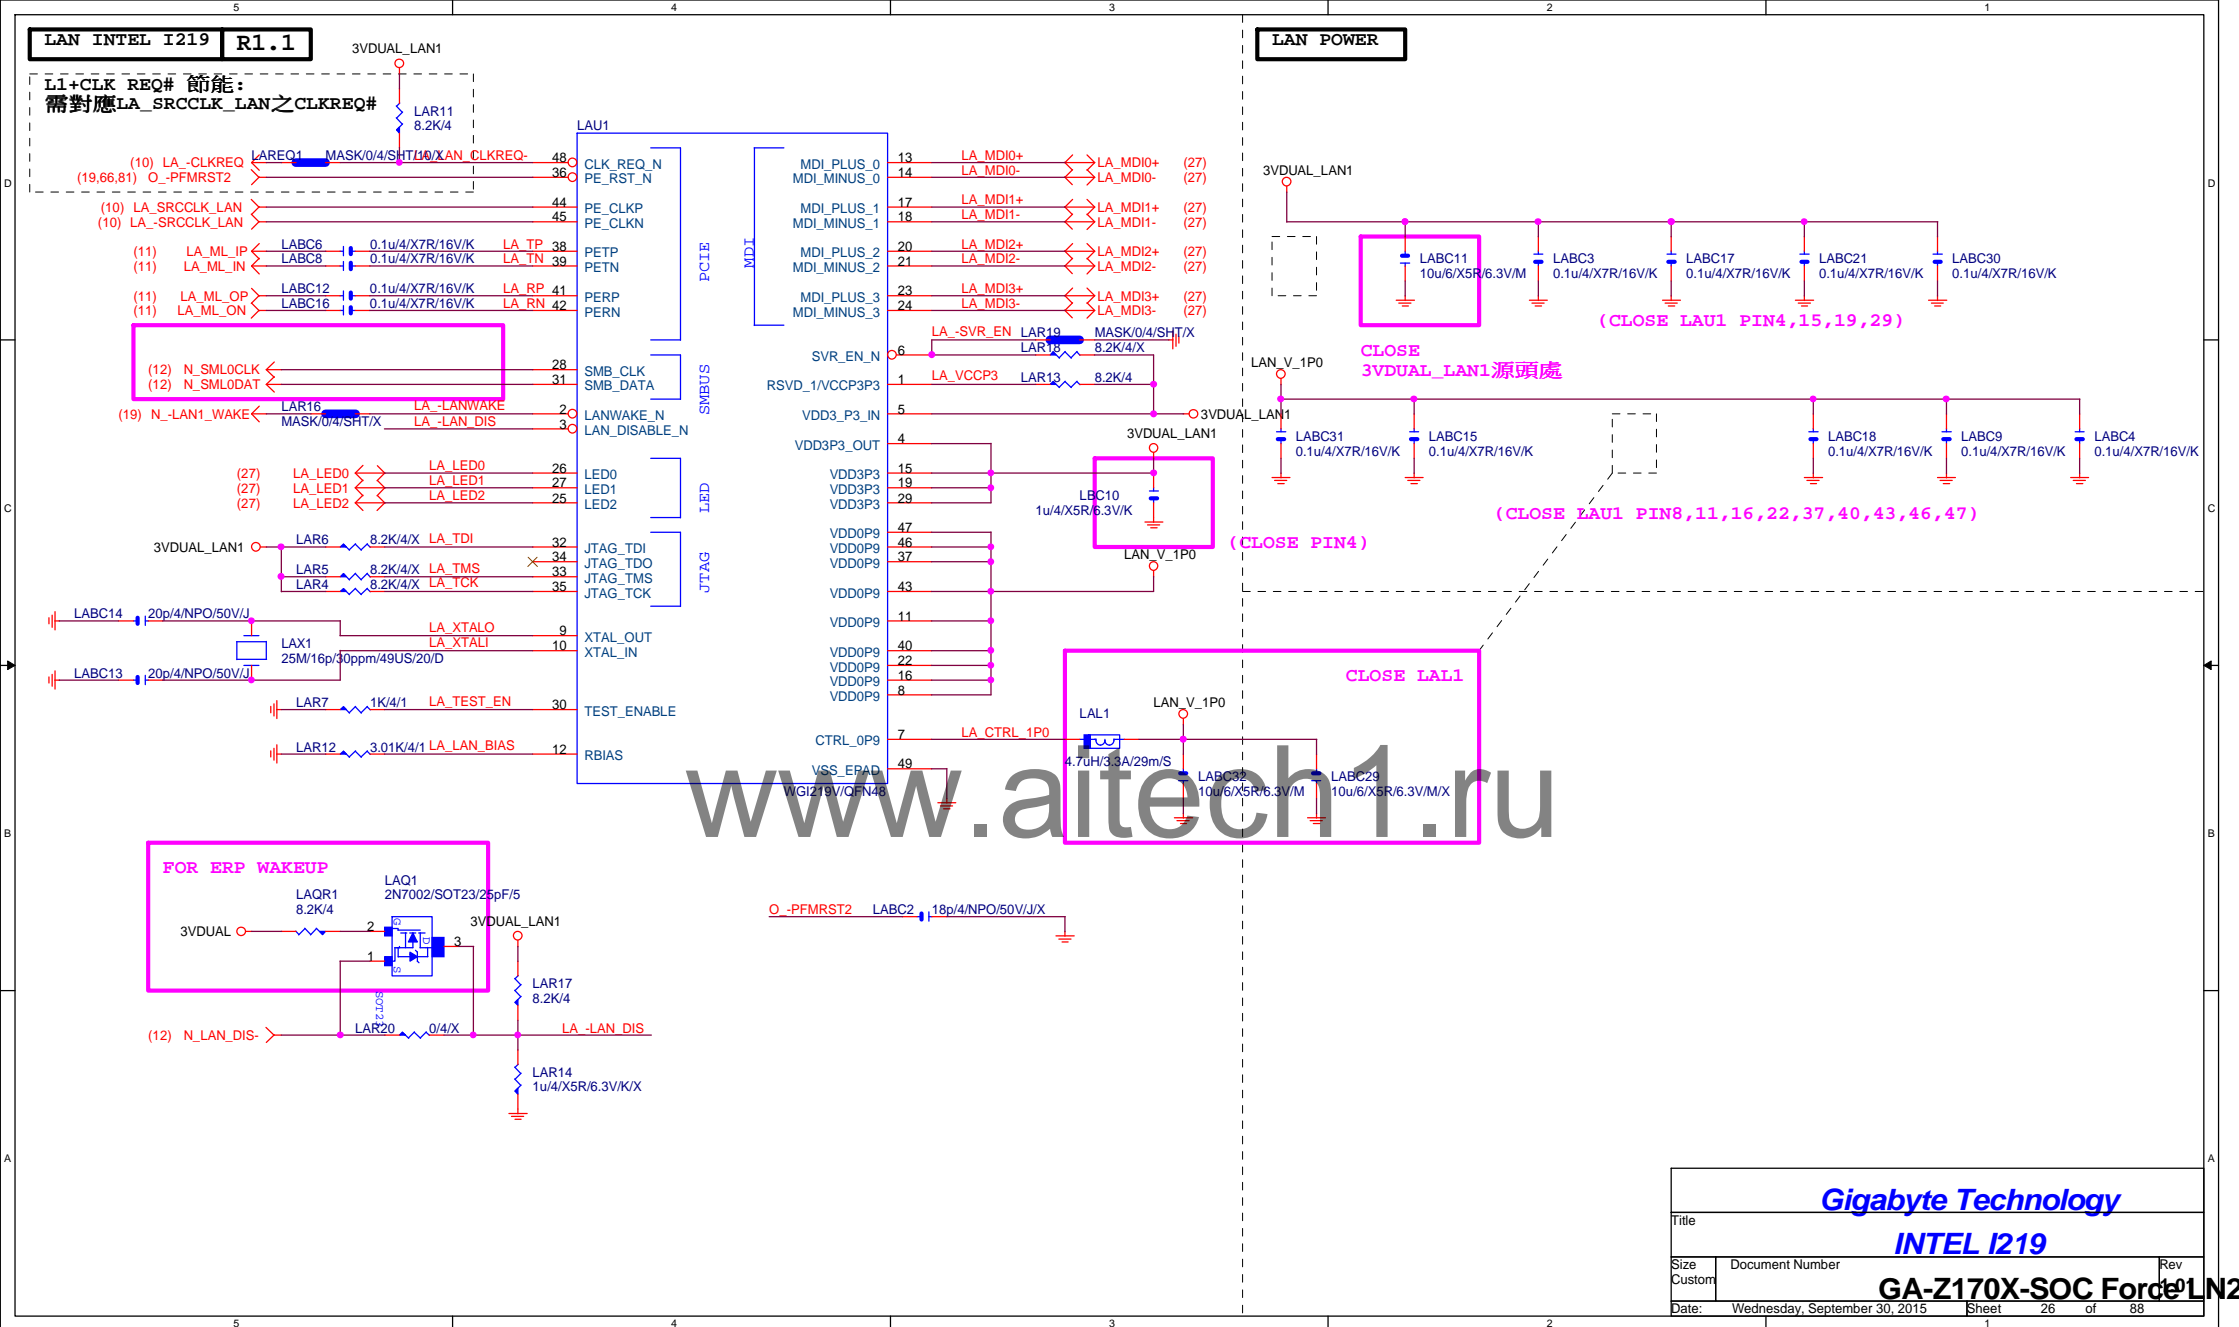 5 4 3 2 1
LAN INTEL I219
R1.1
3VDUAL_LAN1
LAN POWER
L1+CLK REQ# 節能:
需對應LA_SRCCLK_LAN之CLKREQ#
LAR11
8.2K/4
LAU1
(10) LA_-CLKREQ
LAREQ1
MASK/0/4/SHT/10/X
LA_LAN_CLKREQ-
48
CLK_REQ_N
(19,66,81) O_-PFMRST2
36
PE_RST_N
(10) LA_SRCCLK_LAN
44
PE_CLKP
(10) LA_-SRCCLK_LAN
45
PE_CLKN
(11) LA_ML_IP
LABC6
0.1u/4/X7R/16V/K
LA_TP
38
PETP
(11) LA_ML_IN
LABC8
0.1u/4/X7R/16V/K
LA_TN
39
PETN
(11) LA_ML_OP
LABC12
0.1u/4/X7R/16V/K
LA_RP
41
PERP
(11) LA_ML_ON
LABC16
0.1u/4/X7R/16V/K
LA_RN
42
PERN
PCIE
(12) N_SML0CLK
28
SMB_CLK
(12) N_SML0DAT
31
SMB_DATA
SMBUS
(19) N_-LAN1_WAKE
LAR16
MASK/0/4/SHT/X
LA_-LANWAKE
2
LANWAKE_N
LA_-LAN_DIS
3
LAN_DISABLE_N
(27) LA_LED0
LA_LED0
26
LED0
(27) LA_LED1
LA_LED1
27
LED1
(27) LA_LED2
LA_LED2
25
LED2
LED
3VDUAL_LAN1
LAR6
8.2K/4/X
LA_TDI
32
JTAG_TDI
34
JTAG_TDO
LAR5
8.2K/4/X
LA_TMS
33
JTAG_TMS
LAR4
8.2K/4/X
LA_TCK
35
JTAG_TCK
JTAG
LABC14
20p/4/NPO/50V/J
LAX1
25M/16p/30ppm/49US/20/D
LABC13
20p/4/NPO/50V/J
LA_XTALO
9
XTAL_OUT
LA_XTALI
10
XTAL_IN
LAR7
1K/4/1
LA_TEST_EN
30
TEST_ENABLE
LAR12
3.01K/4/1
LA_LAN_BIAS
12
RBIAS
MDI
MDI_PLUS_0
13
LA_MDI0+
LA_MDI0+ (27)
MDI_MINUS_0
14
LA_MDI0-
LA_MDI0- (27)
MDI_PLUS_1
17
LA_MDI1+
LA_MDI1+ (27)
MDI_MINUS_1
18
LA_MDI1-
LA_MDI1- (27)
MDI_PLUS_2
20
LA_MDI2+
LA_MDI2+ (27)
MDI_MINUS_2
21
LA_MDI2-
LA_MDI2- (27)
MDI_PLUS_3
23
LA_MDI3+
LA_MDI3+ (27)
MDI_MINUS_3
24
LA_MDI3-
LA_MDI3- (27)
SVR_EN_N
6
LA_-SVR_EN
LAR19
MASK/0/4/SHT/X
LAR18
8.2K/4/X
RSVD_1/VCCP3P3
1
LA_VCCP3
LAR13
8.2K/4
VDD3_P3_IN
5
3VDUAL_LAN1
VDD3P3_OUT
4
3VDUAL_LAN1
VDD3P3
15
VDD3P3
19
VDD3P3
29
LBC10
1u/4/X5R/6.3V/K
(CLOSE PIN4)
VDD0P9
47
VDD0P9
46
VDD0P9
37
LAN_V_1P0
VDD0P9
43
VDD0P9
11
VDD0P9
40
VDD0P9
22
VDD0P9
16
VDD0P9
8
CTRL_0P9
7
LA_CTRL_1P0
VSS_EPAD
49
WGI219V/QFN48
CLOSE LAL1
LAL1
4.7uH/3.3A/29m/S
LAN_V_1P0
LABC32
10u/6/X5R/6.3V/M
LABC29
10u/6/X5R/6.3V/M/X
3VDUAL_LAN1
LABC11
10u/6/X5R/6.3V/M
LABC3
0.1u/4/X7R/16V/K
LABC17
0.1u/4/X7R/16V/K
LABC21
0.1u/4/X7R/16V/K
LABC30
0.1u/4/X7R/16V/K
(CLOSE LAU1 PIN4,15,19,29)
CLOSE
3VDUAL_LAN1源頭處
LAN_V_1P0
LABC31
0.1u/4/X7R/16V/K
LABC15
0.1u/4/X7R/16V/K
LABC18
0.1u/4/X7R/16V/K
LABC9
0.1u/4/X7R/16V/K
LABC4
0.1u/4/X7R/16V/K
(CLOSE LAU1 PIN8,11,16,22,37,40,43,46,47)
www.aitech1.ru
FOR ERP WAKEUP
LAQR1
8.2K/4
LAQ1
2N7002/SOT23/25pF/5
3VDUAL
2
1
3
G
D
S
SOT23
3VDUAL_LAN1
LAR17
8.2K/4
(12) N_LAN_DIS-
LAR20
0/4/X
LA_-LAN_DIS
LAR14
1u/4/X5R/6.3V/K/X
O_-PFMRST2
LABC2
18p/4/NPO/50V/J/X
D
C
B
A
D
C
B
A
Gigabyte Technology
Title
INTEL I219
Size
Custom
Document Number
GA-Z170X-SOC Force LN2
Rev
1.01
Date: Wednesday, September 30, 2015
Sheet 26 of 88
5 4 3 2 1